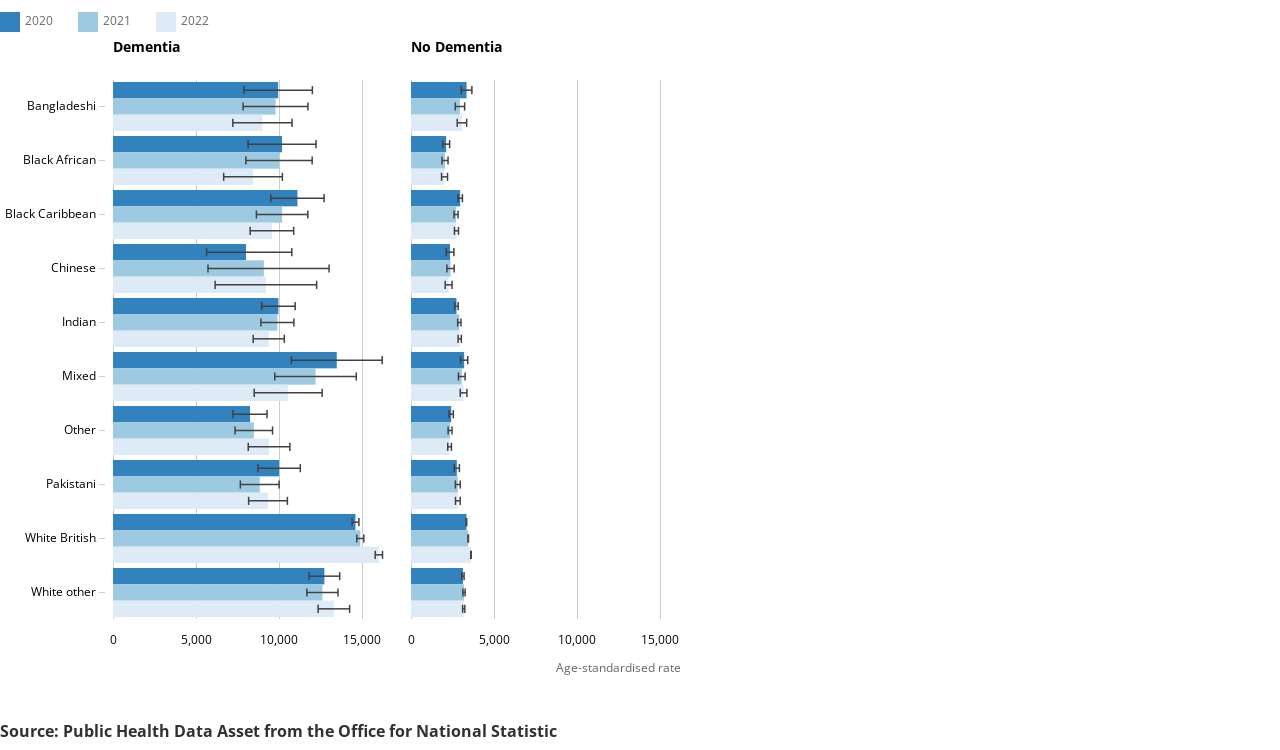 2020 2021 2022
Dementia No Dementia
Bangladeshi
Black African
Black Caribbean
Chinese
Indian
Mixed
Other
Pakistani
White British
White other
0 5,000 10,000 15,000 0 5,000 10,000 15,000
Age-standardised rate
Source: Public Health Data Asset from the Office for National Statistic